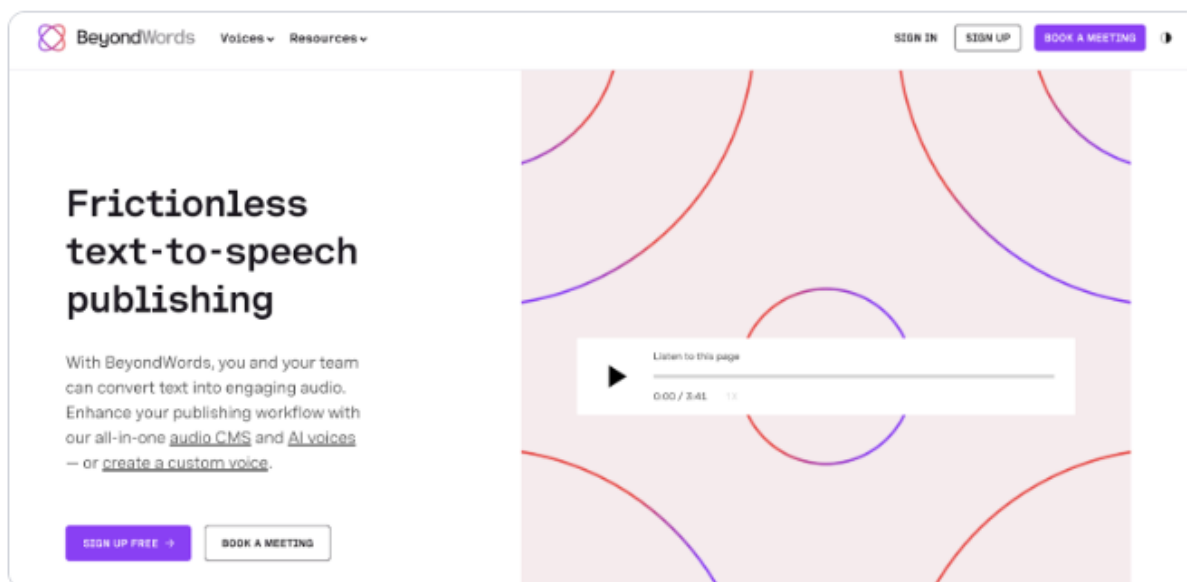 BeyondWords Voices Resources SIGN IN SIGN UP BOOK A MEETING
Frictionless
text-to-speech
publishing
With BeyondWords, you and your team
can convert text into engaging audio.
Enhance your publishing workflow with
our all-in-one audio CMS and AI voices
— or create a custom voice.
SIGN UP FREE → BOOK A MEETING
Listen to this page
0:00 / 3:41 1X